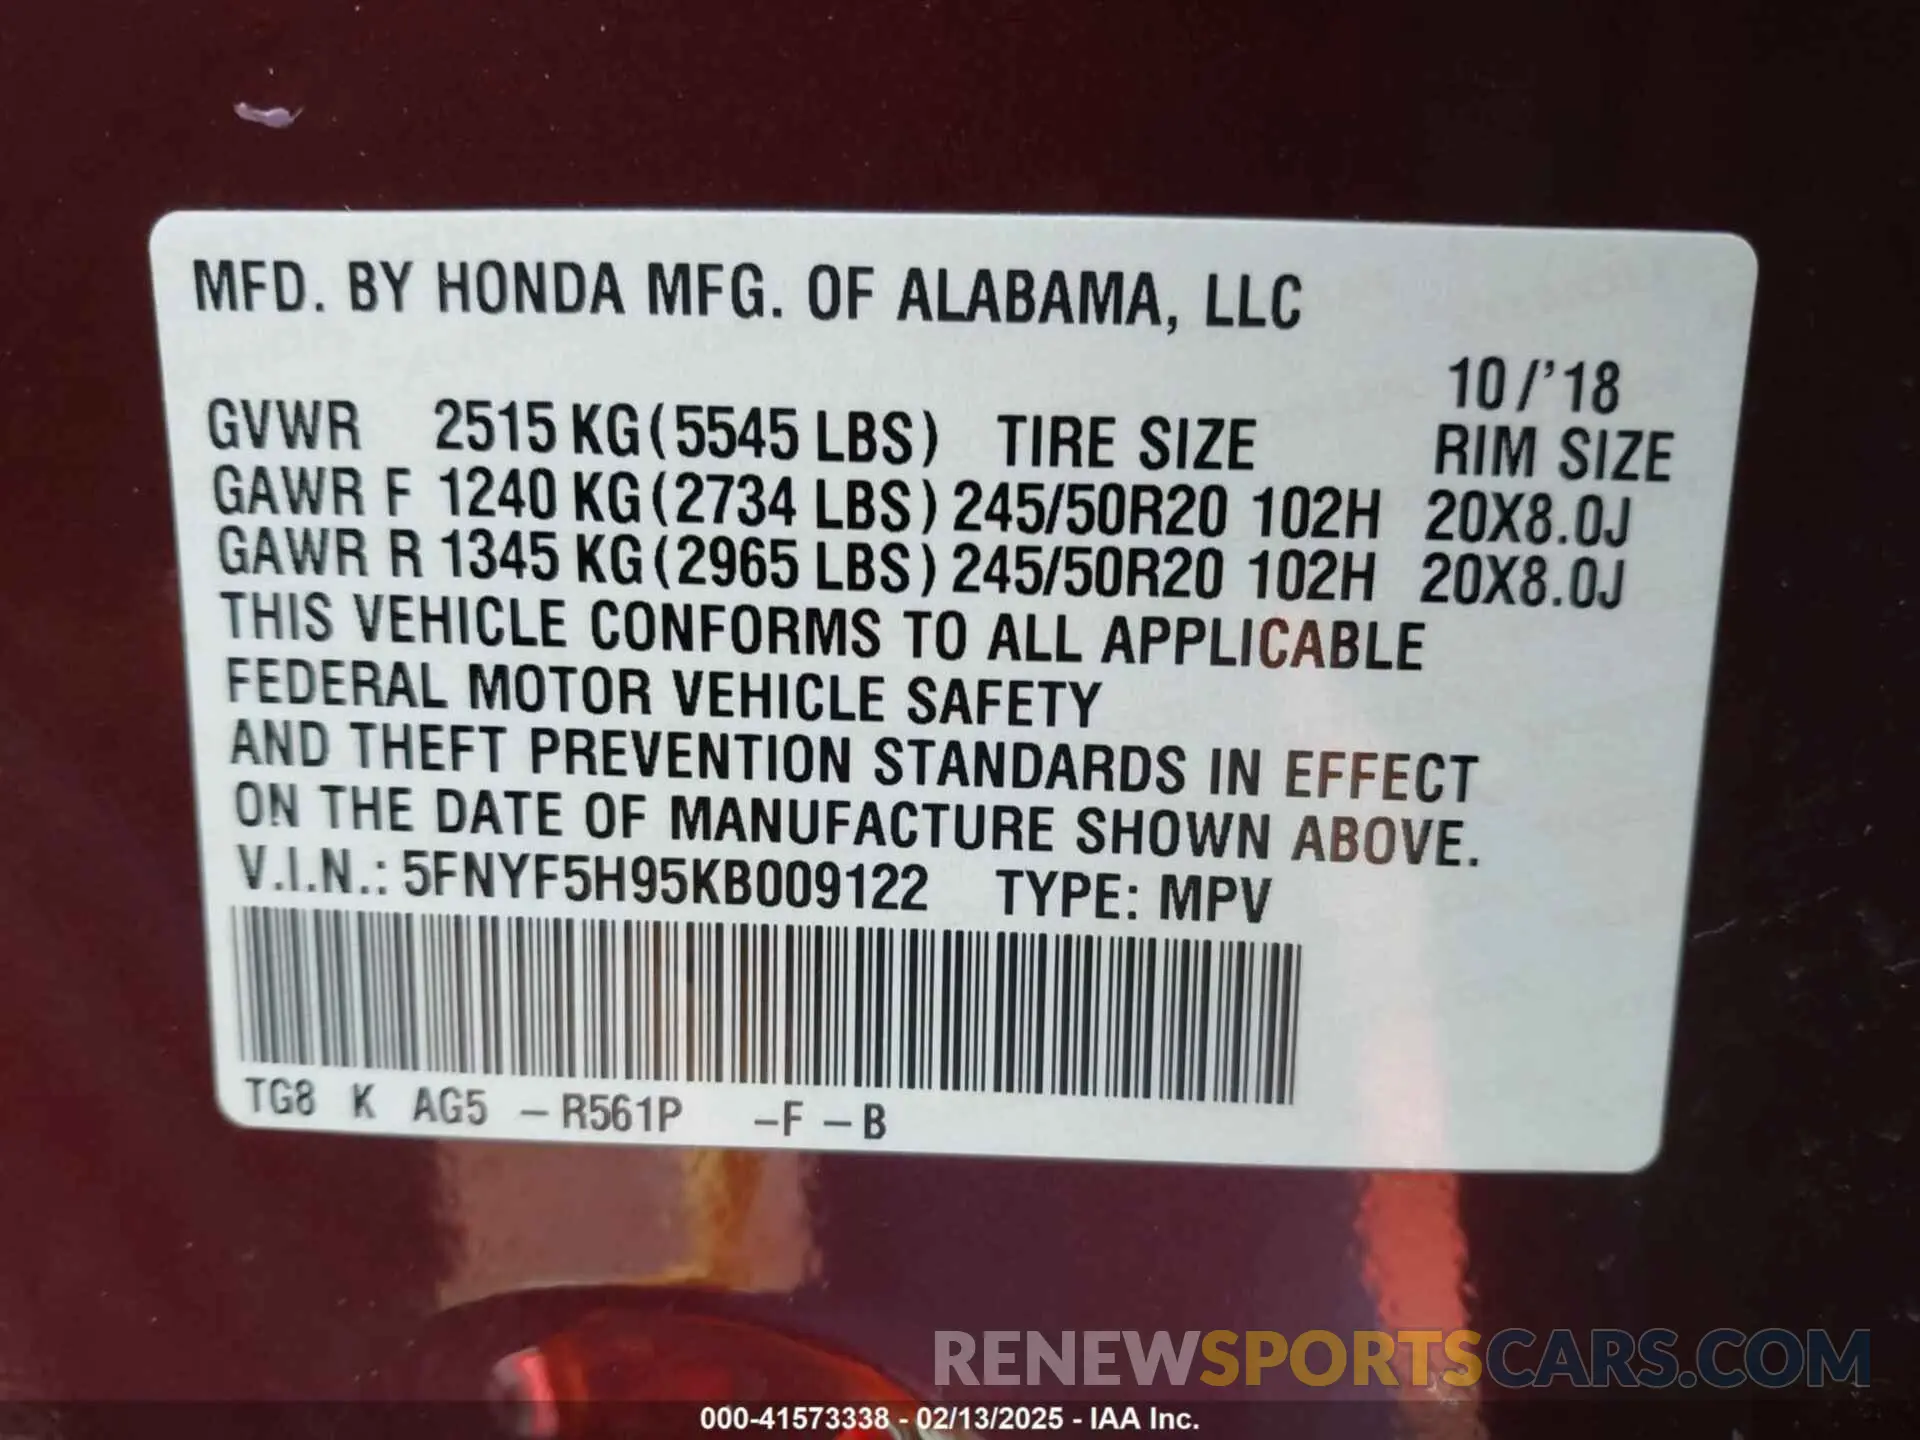 MFD. BY HONDA MFG. OF ALABAMA, LLC
10/'18
GVWR 2515 KG (5545 LBS) TIRE SIZE RIM SIZE
GAWR F 1240 KG (2734 LBS) 245/50R20 102H 20X8.0J
GAWR R 1345 KG (2965 LBS) 245/50R20 102H 20X8.0J
THIS VEHICLE CONFORMS TO ALL APPLICABLE
FEDERAL MOTOR VEHICLE SAFETY
AND THEFT PREVENTION STANDARDS IN EFFECT
ON THE DATE OF MANUFACTURE SHOWN ABOVE.
V.I.N.: 5FNYF5H95KB009122 TYPE: MPV
TG8 K AG5 – R561P –F – B
RENEWSPORTSCARS.COM
000-41573338 - 02/13/2025 - IAA Inc.